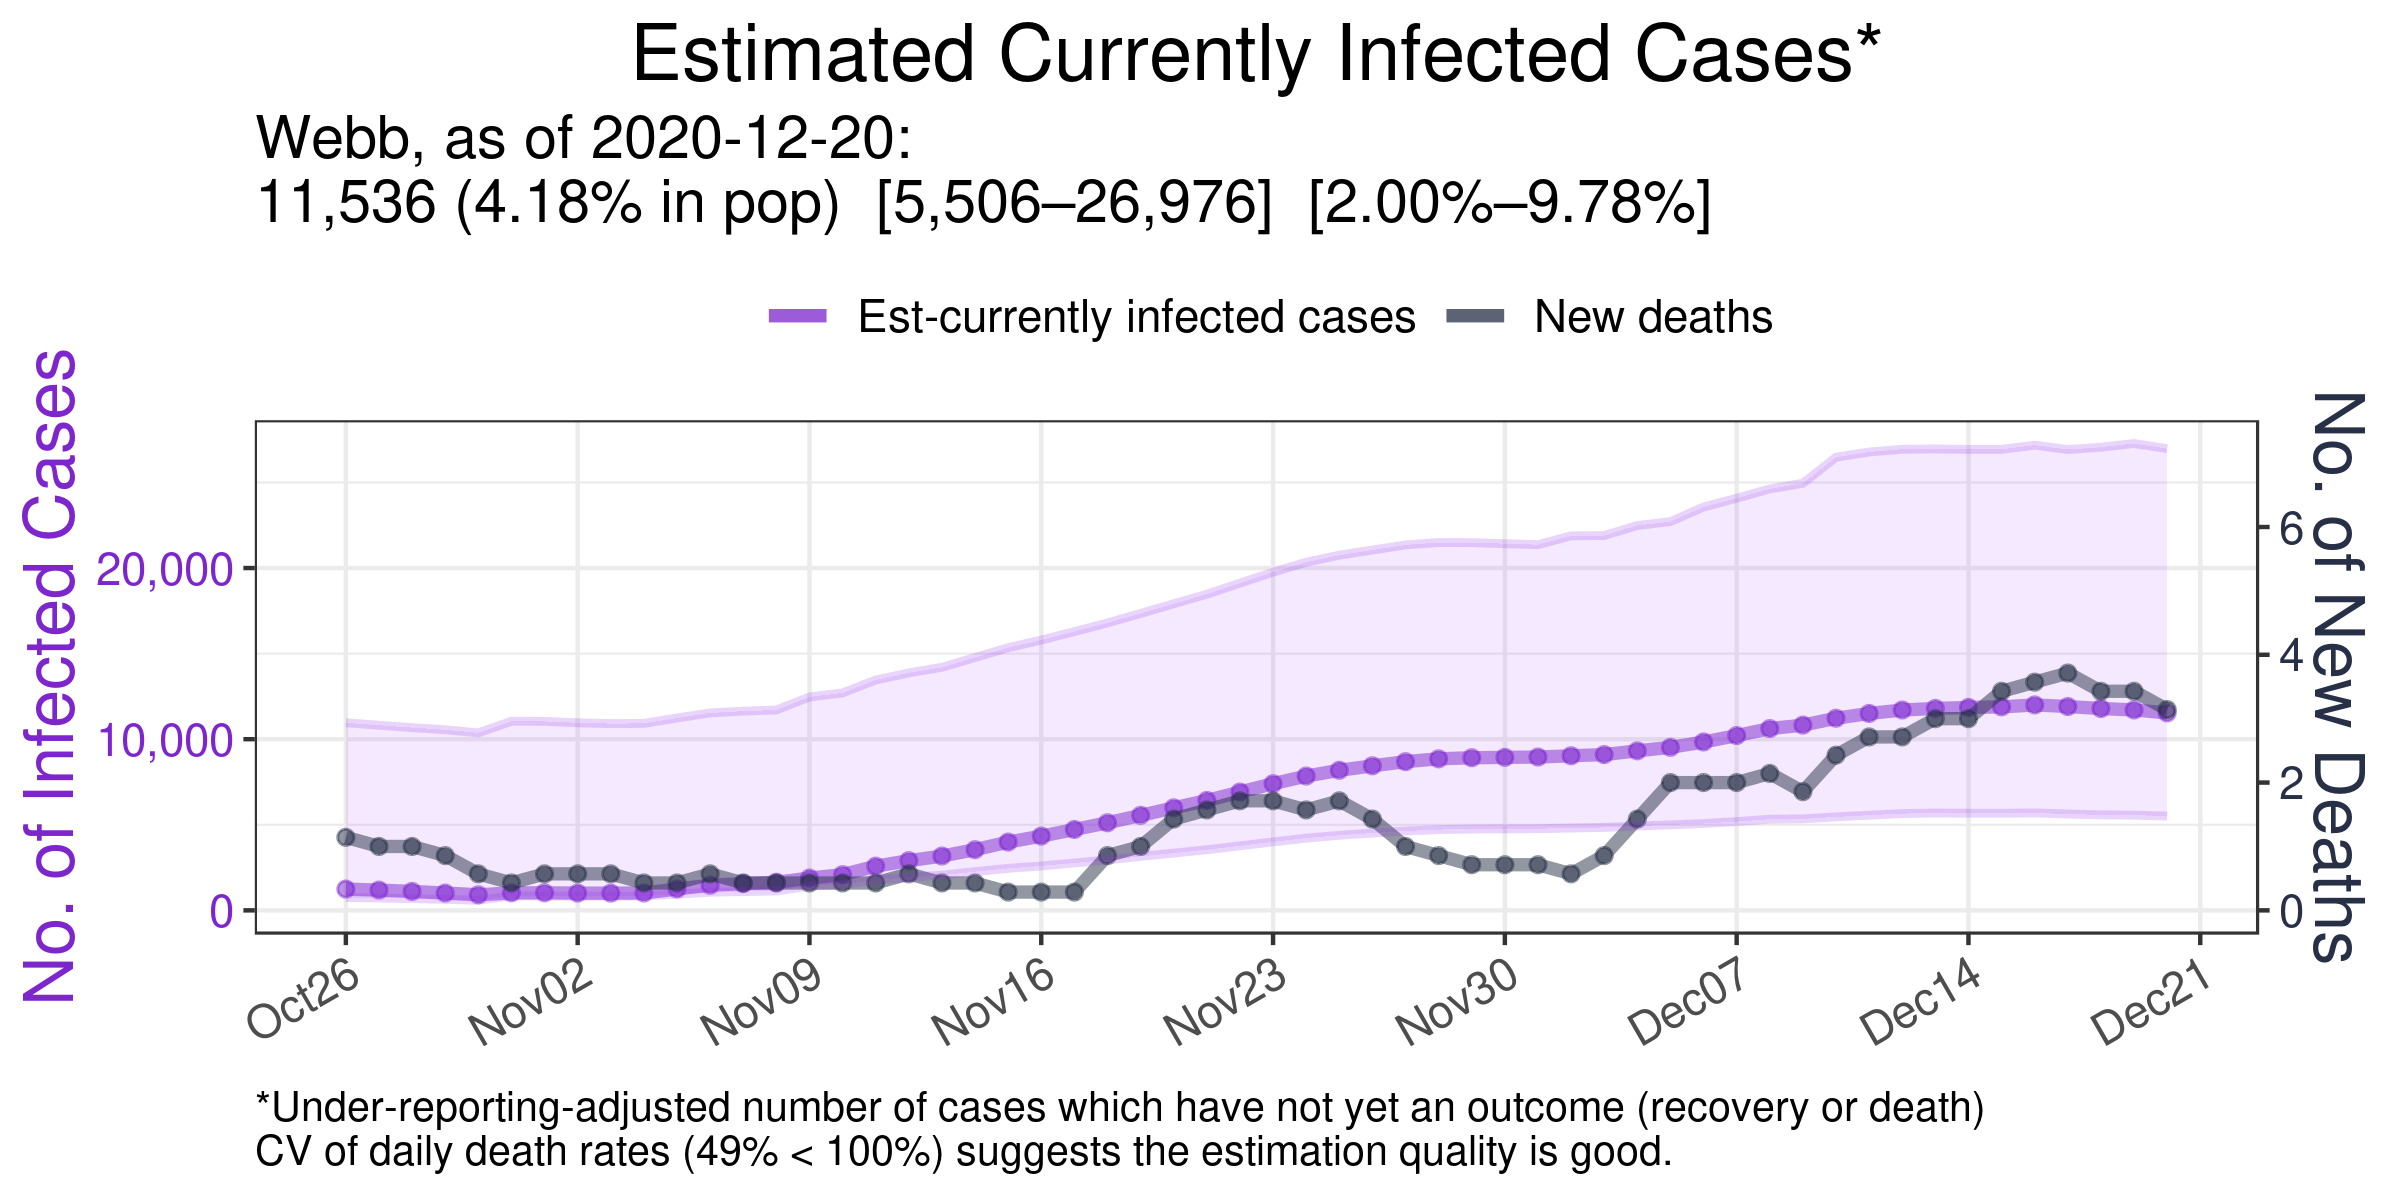 Estimated Currently Infected Cases*
Webb, as of 2020-12-20:
11,536 (4.18% in pop)  [5,506–26,976]  [2.00%–9.78%]
Est-currently infected cases
New deaths
No. of Infected Cases
20,000
10,000
0
6
4
2
0
No. of New Deaths
Oct26
Nov02
Nov09
Nov16
Nov23
Nov30
Dec07
Dec14
Dec21
*Under-reporting-adjusted number of cases which have not yet an outcome (recovery or death)
CV of daily death rates (49% < 100%) suggests the estimation quality is good.